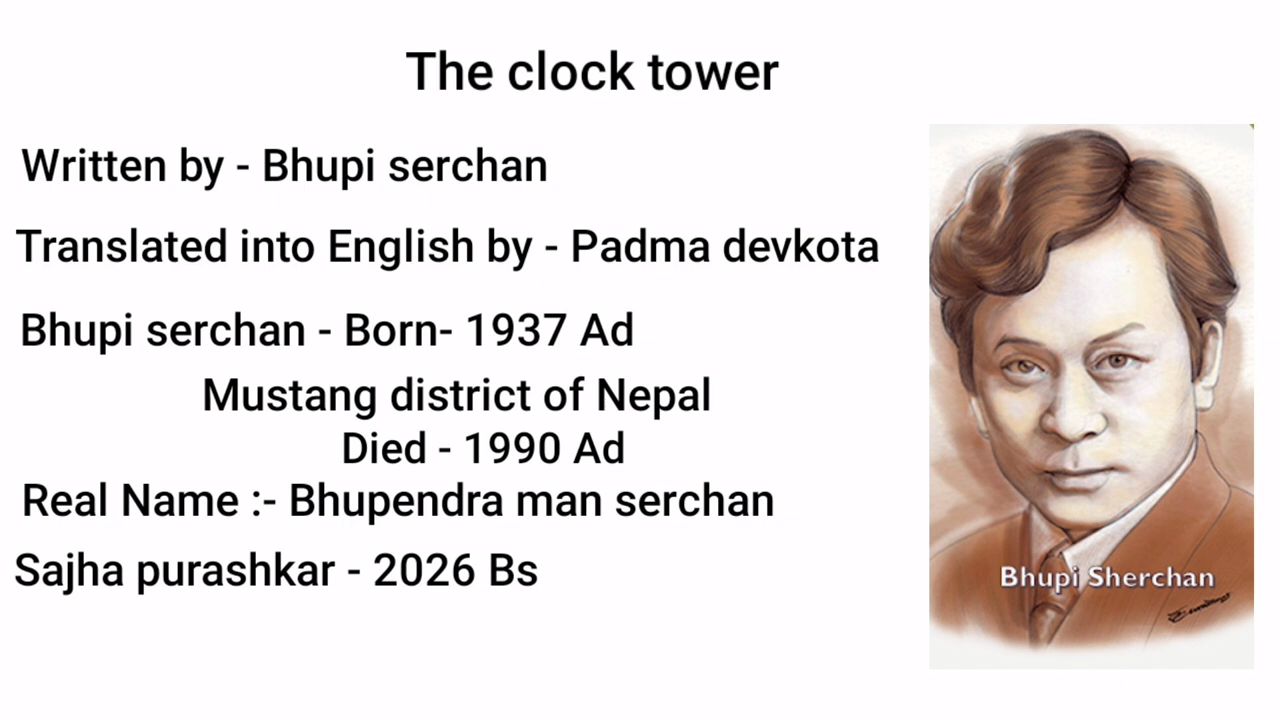 The clock tower
Written by - Bhupi serchan
Translated into English by - Padma devkota
Bhupi serchan - Born- 1937 Ad
Mustang district of Nepal
Died - 1990 Ad
Real Name :- Bhupendra man serchan
Sajha purashkar - 2026 Bs
Bhupi Sherchan